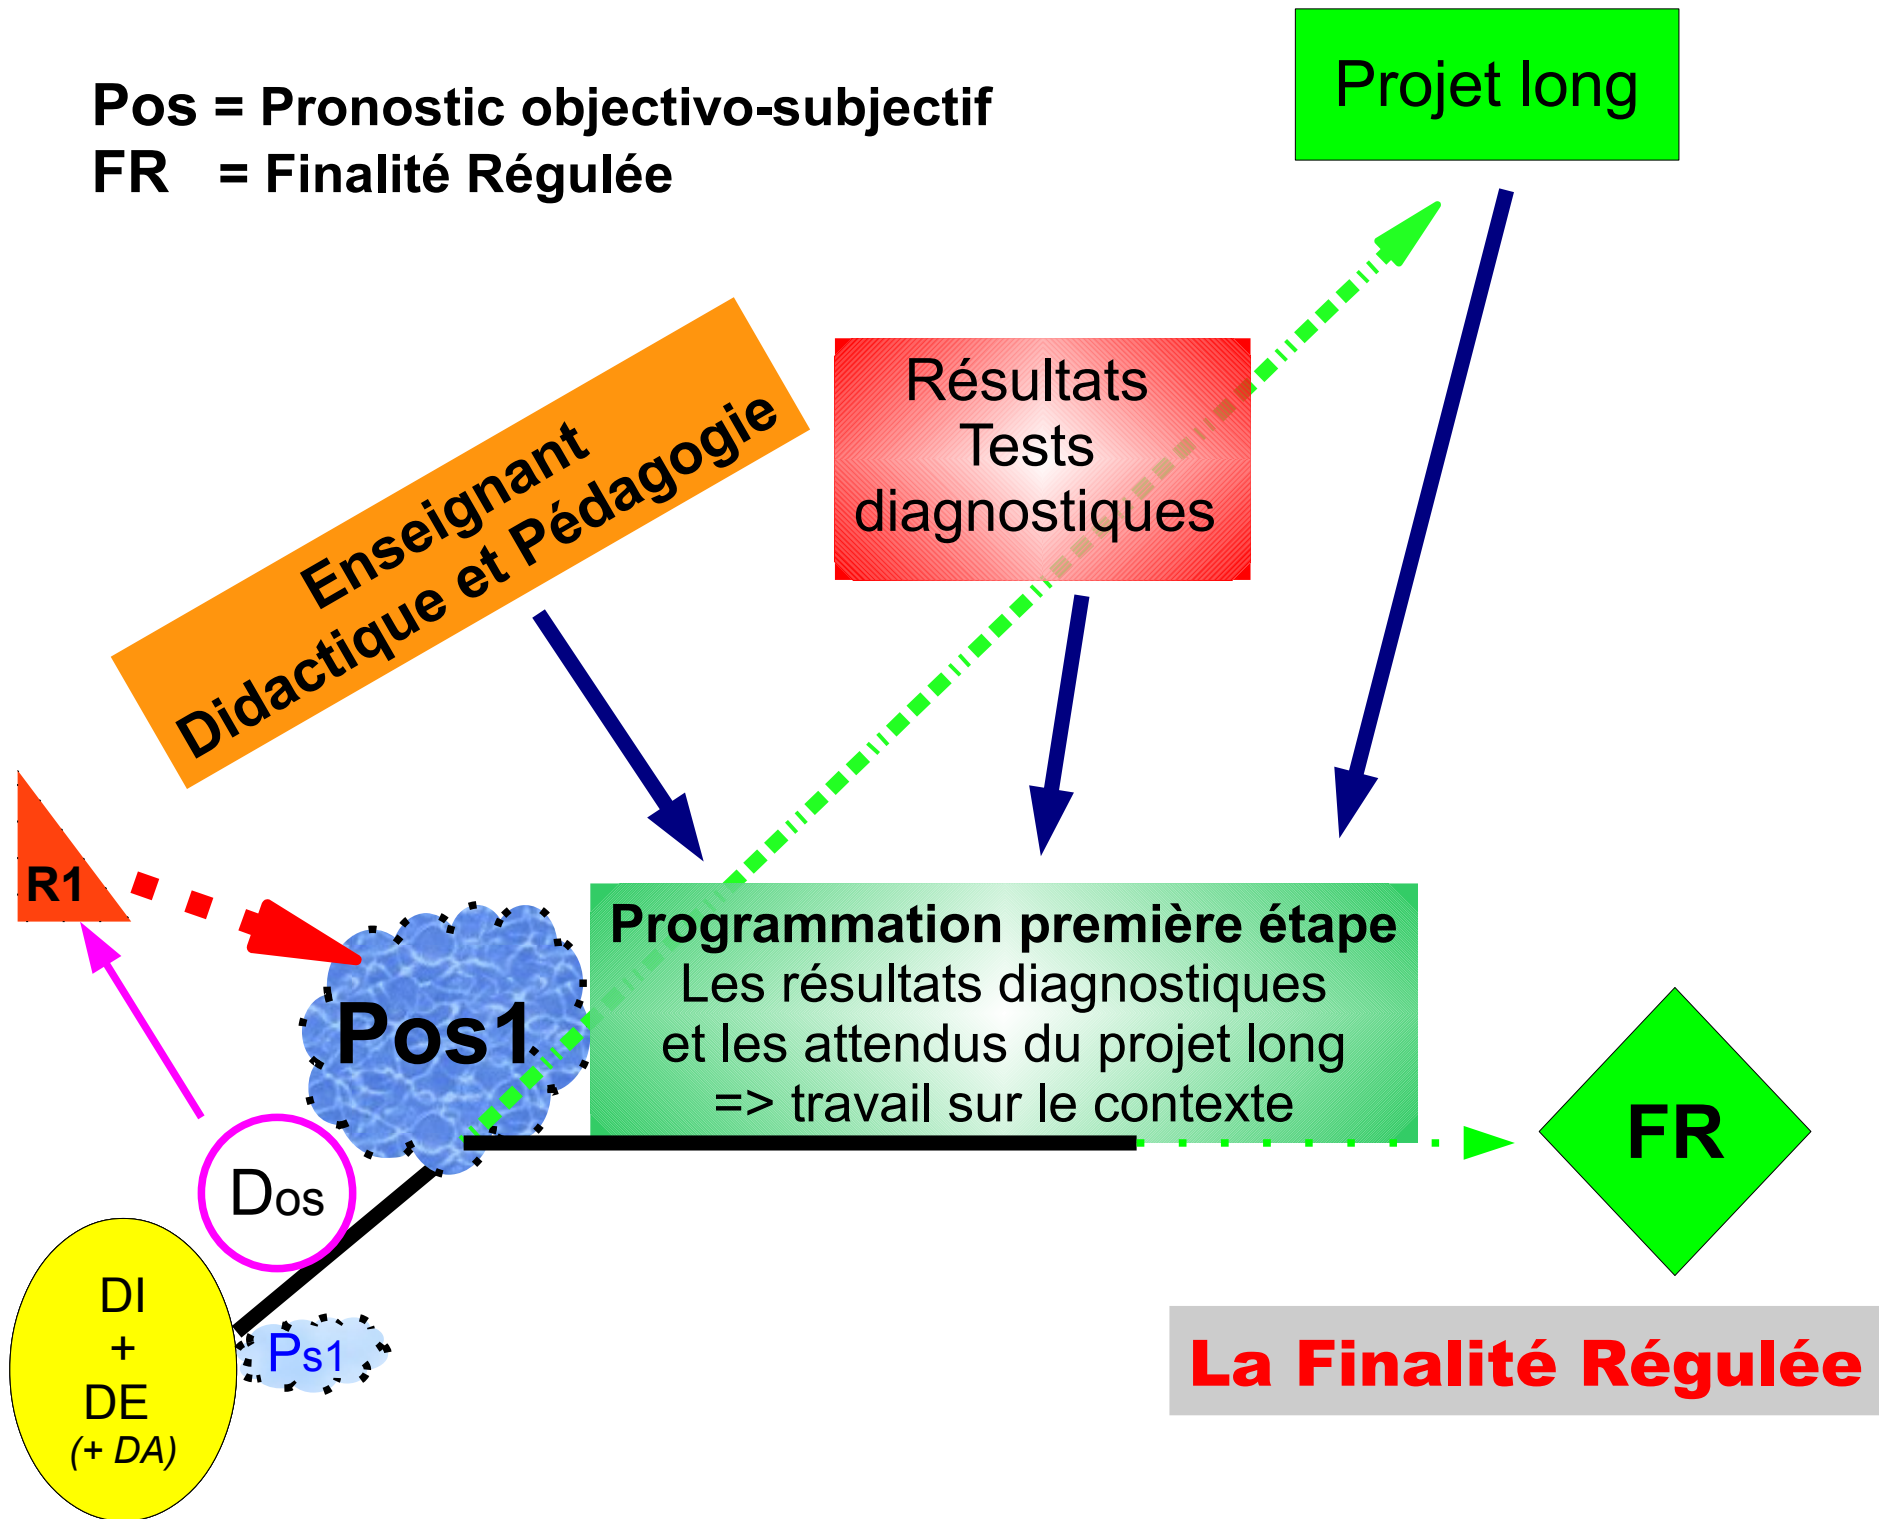 Projet long
Pos = Pronostic objectivo-subjectif
FR = Finalité Régulée
Enseignant
Didactique et Pédagogie
Résultats
Tests
diagnostiques
R1
Pos1
Programmation première étape
Les résultats diagnostiques
et les attendus du projet long
=> travail sur le contexte
FR
Dos
DI
+
DE
(+ DA)
Ps1
La Finalité Régulée